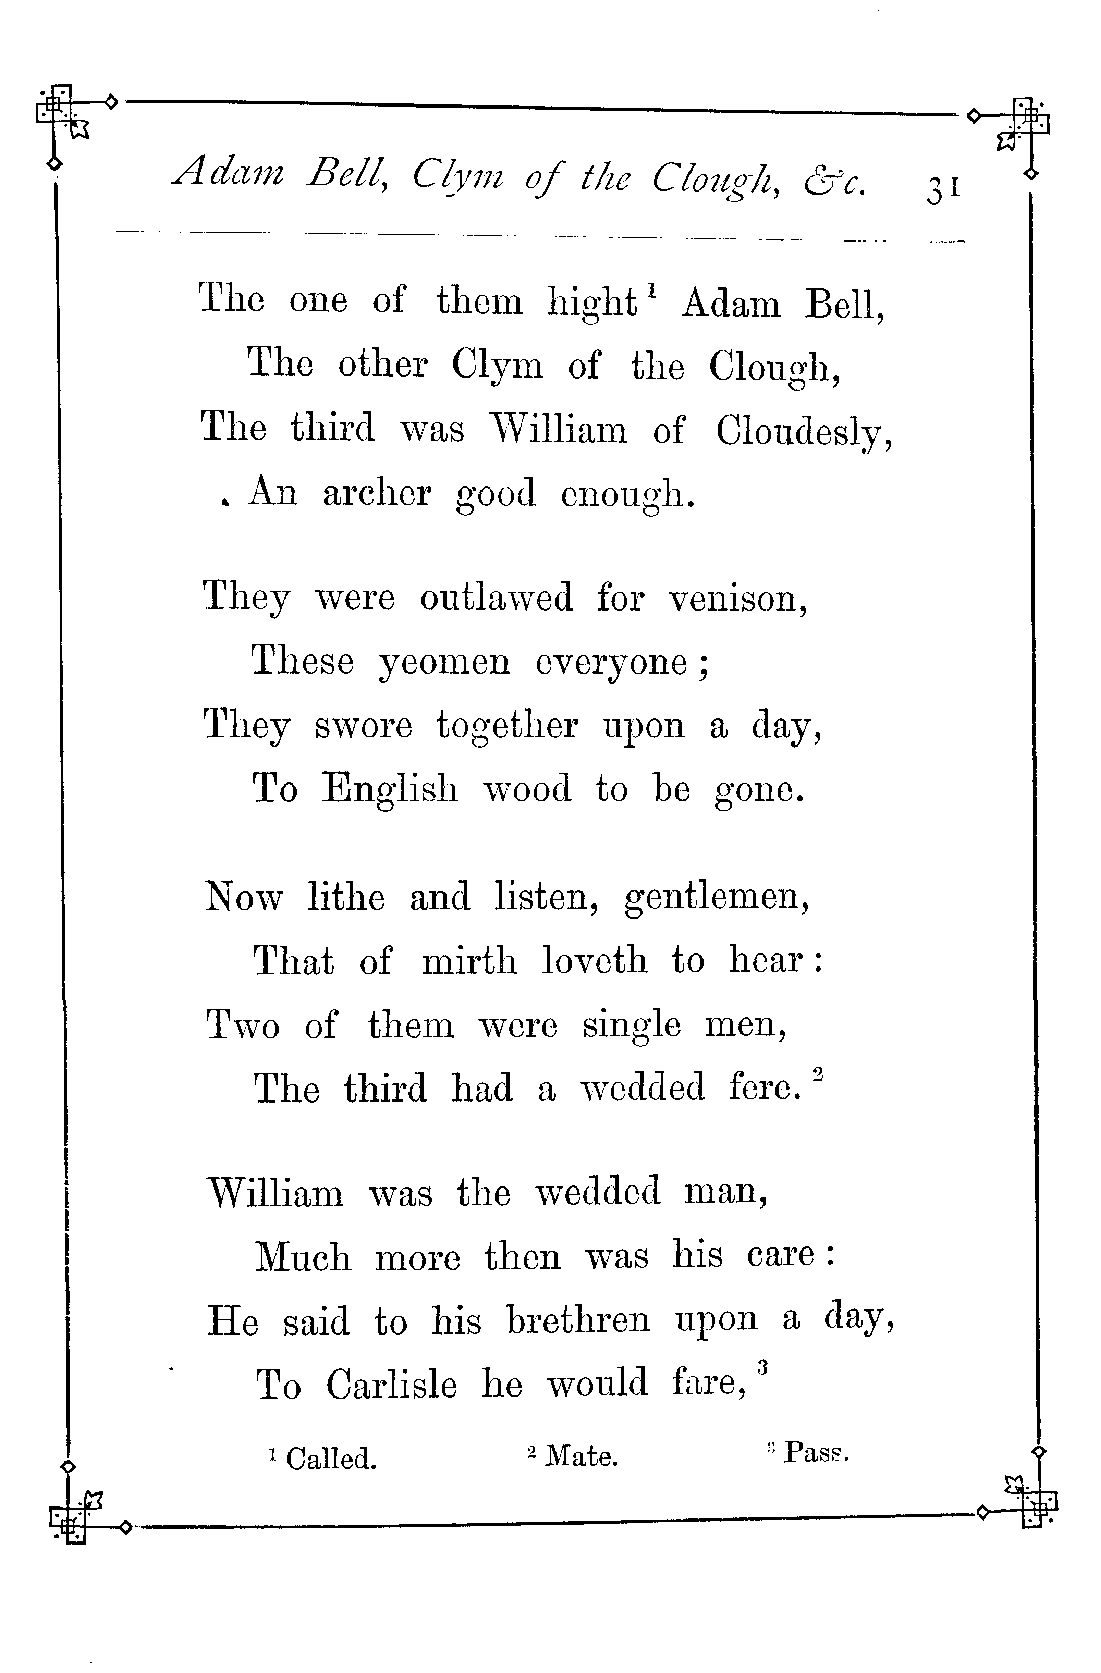 Adam Bell, Clym of the Clough, &c. 31
The one of them hight¹ Adam Bell,
The other Clym of the Clough,
The third was William of Cloudesly,
An archer good enough.
They were outlawed for venison,
These yeomen everyone;
They swore together upon a day,
To English wood to be gone.
Now lithe and listen, gentlemen,
That of mirth loveth to hear:
Two of them were single men,
The third had a wedded fere.²
William was the wedded man,
Much more then was his care:
He said to his brethren upon a day,
To Carlisle he would fare,³
¹ Called. ² Mate. ³ Pass.